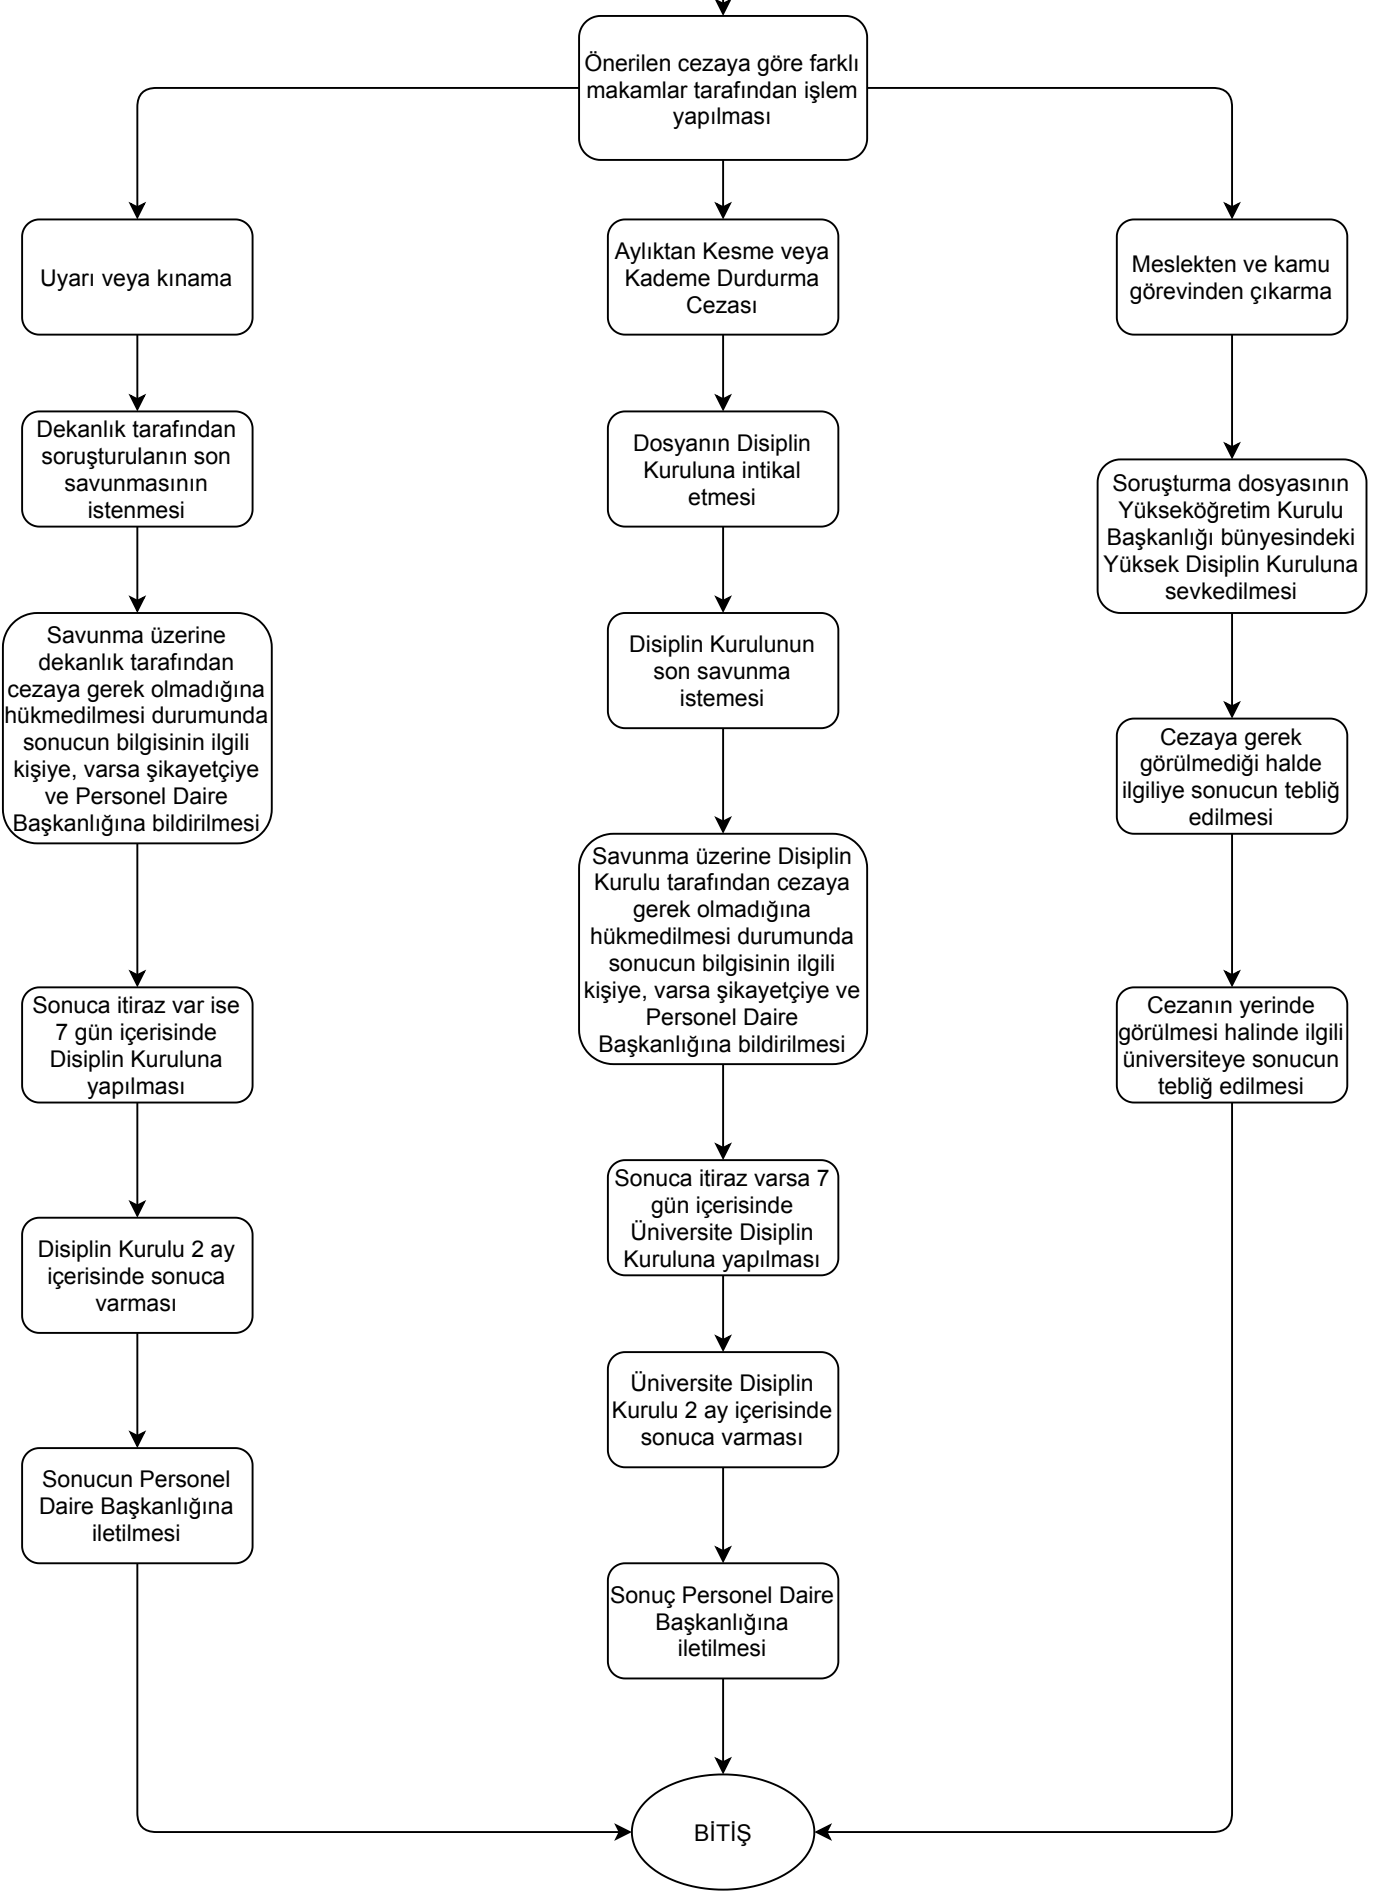 Önerilen cezaya göre farklı
makamlar tarafından işlem
yapılması
Uyarı veya kınama
Dekanlık tarafından
soruşturulanın son
savunmasının
istenmesi
Savunma üzerine
dekanlık tarafından
cezaya gerek olmadığına
hükmedilmesi durumunda
sonucun bilgisinin ilgili
kişiye, varsa şikayetçiye
ve Personel Daire
Başkanlığına bildirilmesi
Sonuca itiraz var ise
7 gün içerisinde
Disiplin Kuruluna
yapılması
Disiplin Kurulu 2 ay
içerisinde sonuca
varması
Sonucun Personel
Daire Başkanlığına
iletilmesi
Aylıktan Kesme veya
Kademe Durdurma
Cezası
Dosyanın Disiplin
Kuruluna intikal
etmesi
Disiplin Kurulunun
son savunma
istemesi
Savunma üzerine Disiplin
Kurulu tarafından cezaya
gerek olmadığına
hükmedilmesi durumunda
sonucun bilgisinin ilgili
kişiye, varsa şikayetçiye ve
Personel Daire
Başkanlığına bildirilmesi
Sonuca itiraz varsa 7
gün içerisinde
Üniversite Disiplin
Kuruluna yapılması
Üniversite Disiplin
Kurulu 2 ay içerisinde
sonuca varması
Sonuç Personel Daire
Başkanlığına
iletilmesi
Meslekten ve kamu
görevinden çıkarma
Soruşturma dosyasının
Yükseköğretim Kurulu
Başkanlığı bünyesindeki
Yüksek Disiplin Kuruluna
sevkedilmesi
Cezaya gerek
görülmediği halde
ilgiliye sonucun tebliğ
edilmesi
Cezanın yerinde
görülmesi halinde ilgili
üniversiteye sonucun
tebliğ edilmesi
BİTİŞ